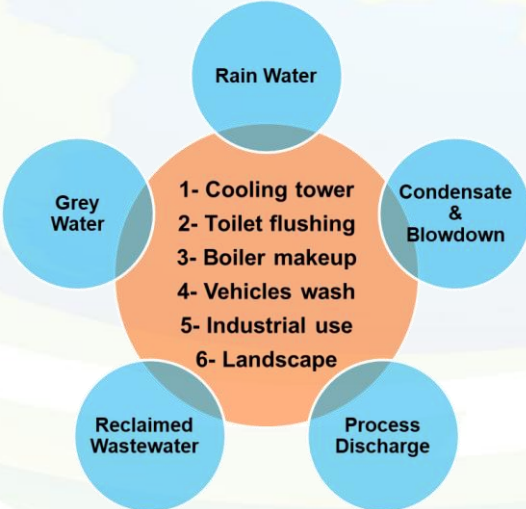 Rain Water
Grey
Water
1- Cooling tower
2- Toilet flushing
3- Boiler makeup
4- Vehicles wash
5- Industrial use
6- Landscape
Condensate
&
Blowdown
Reclaimed
Wastewater
Process
Discharge